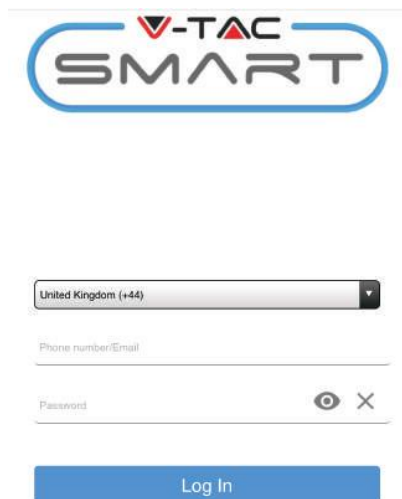 V-TAC
SMART
United Kingdom (+44)
Phone number/Email
Password
Log In